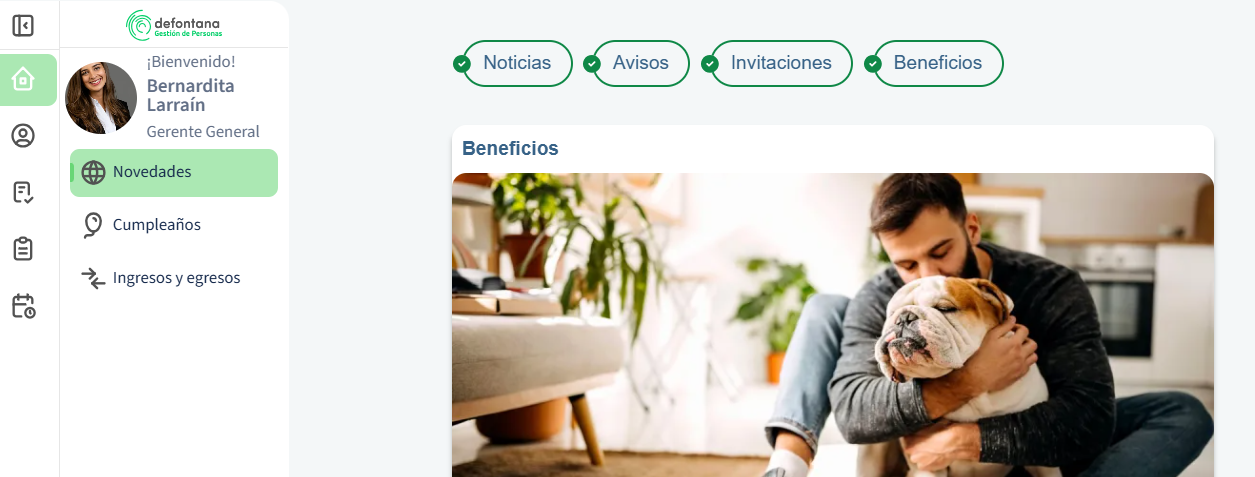 defontana
Gestión de Personas
¡Bienvenido!
Bernardita
Larraín
Gerente General
Novedades
Cumpleaños
Ingresos y egresos
Noticias
Avisos
Invitaciones
Beneficios
Beneficios